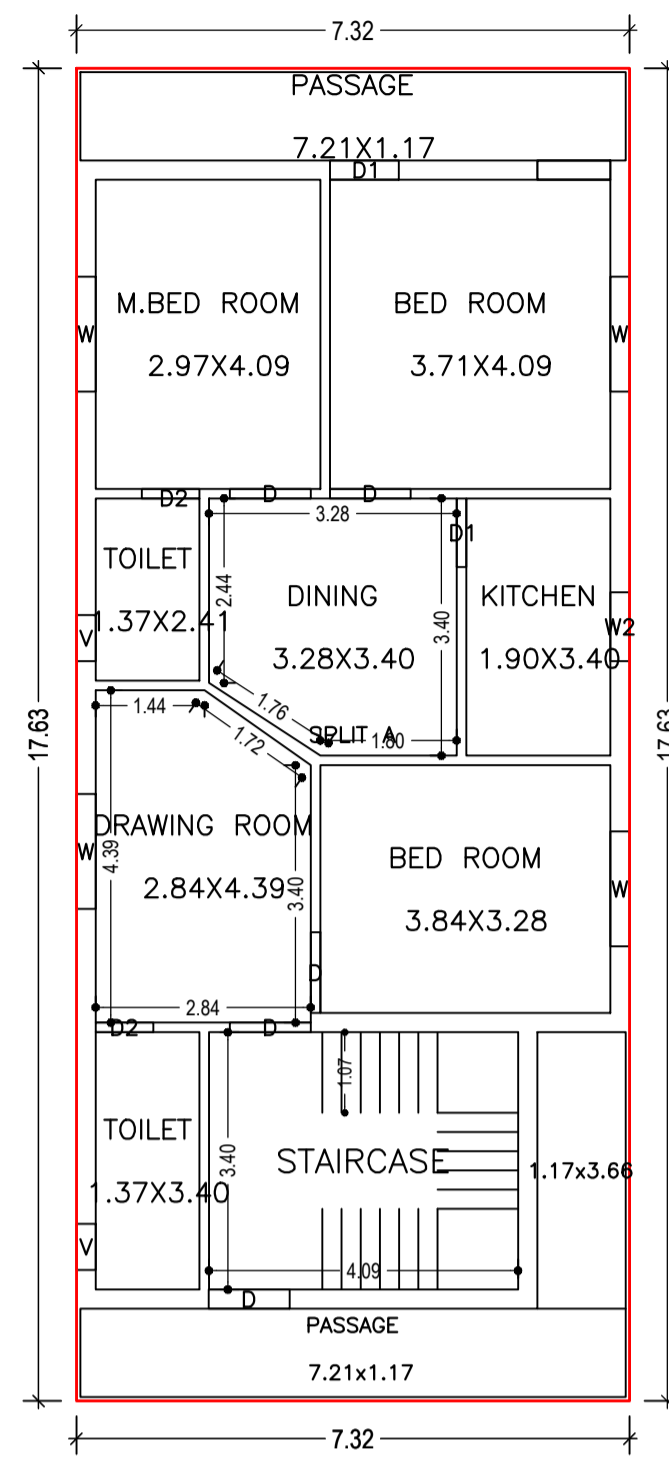 7.32
PASSAGE
7.21X1.17
D1
M.BED ROOM
2.97X4.09
BED ROOM
3.71X4.09
W
W
D2
D
D
3.28
D1
TOILET
1.37X2.41
2.44
DINING
3.28X3.40
3.40
KITCHEN
1.90X3.40
V
W2
1.44
1.76
1.72
SPLIT A
1.80
17.63
17.63
DRAWING ROOM
2.84X4.39
4.39
3.40
W
BED ROOM
3.84X3.28
W
D
2.84
D2
D
1.07
TOILET
1.37X3.40
3.40
STAIRCASE
1.17x3.66
V
4.09
D
PASSAGE
7.21x1.17
7.32